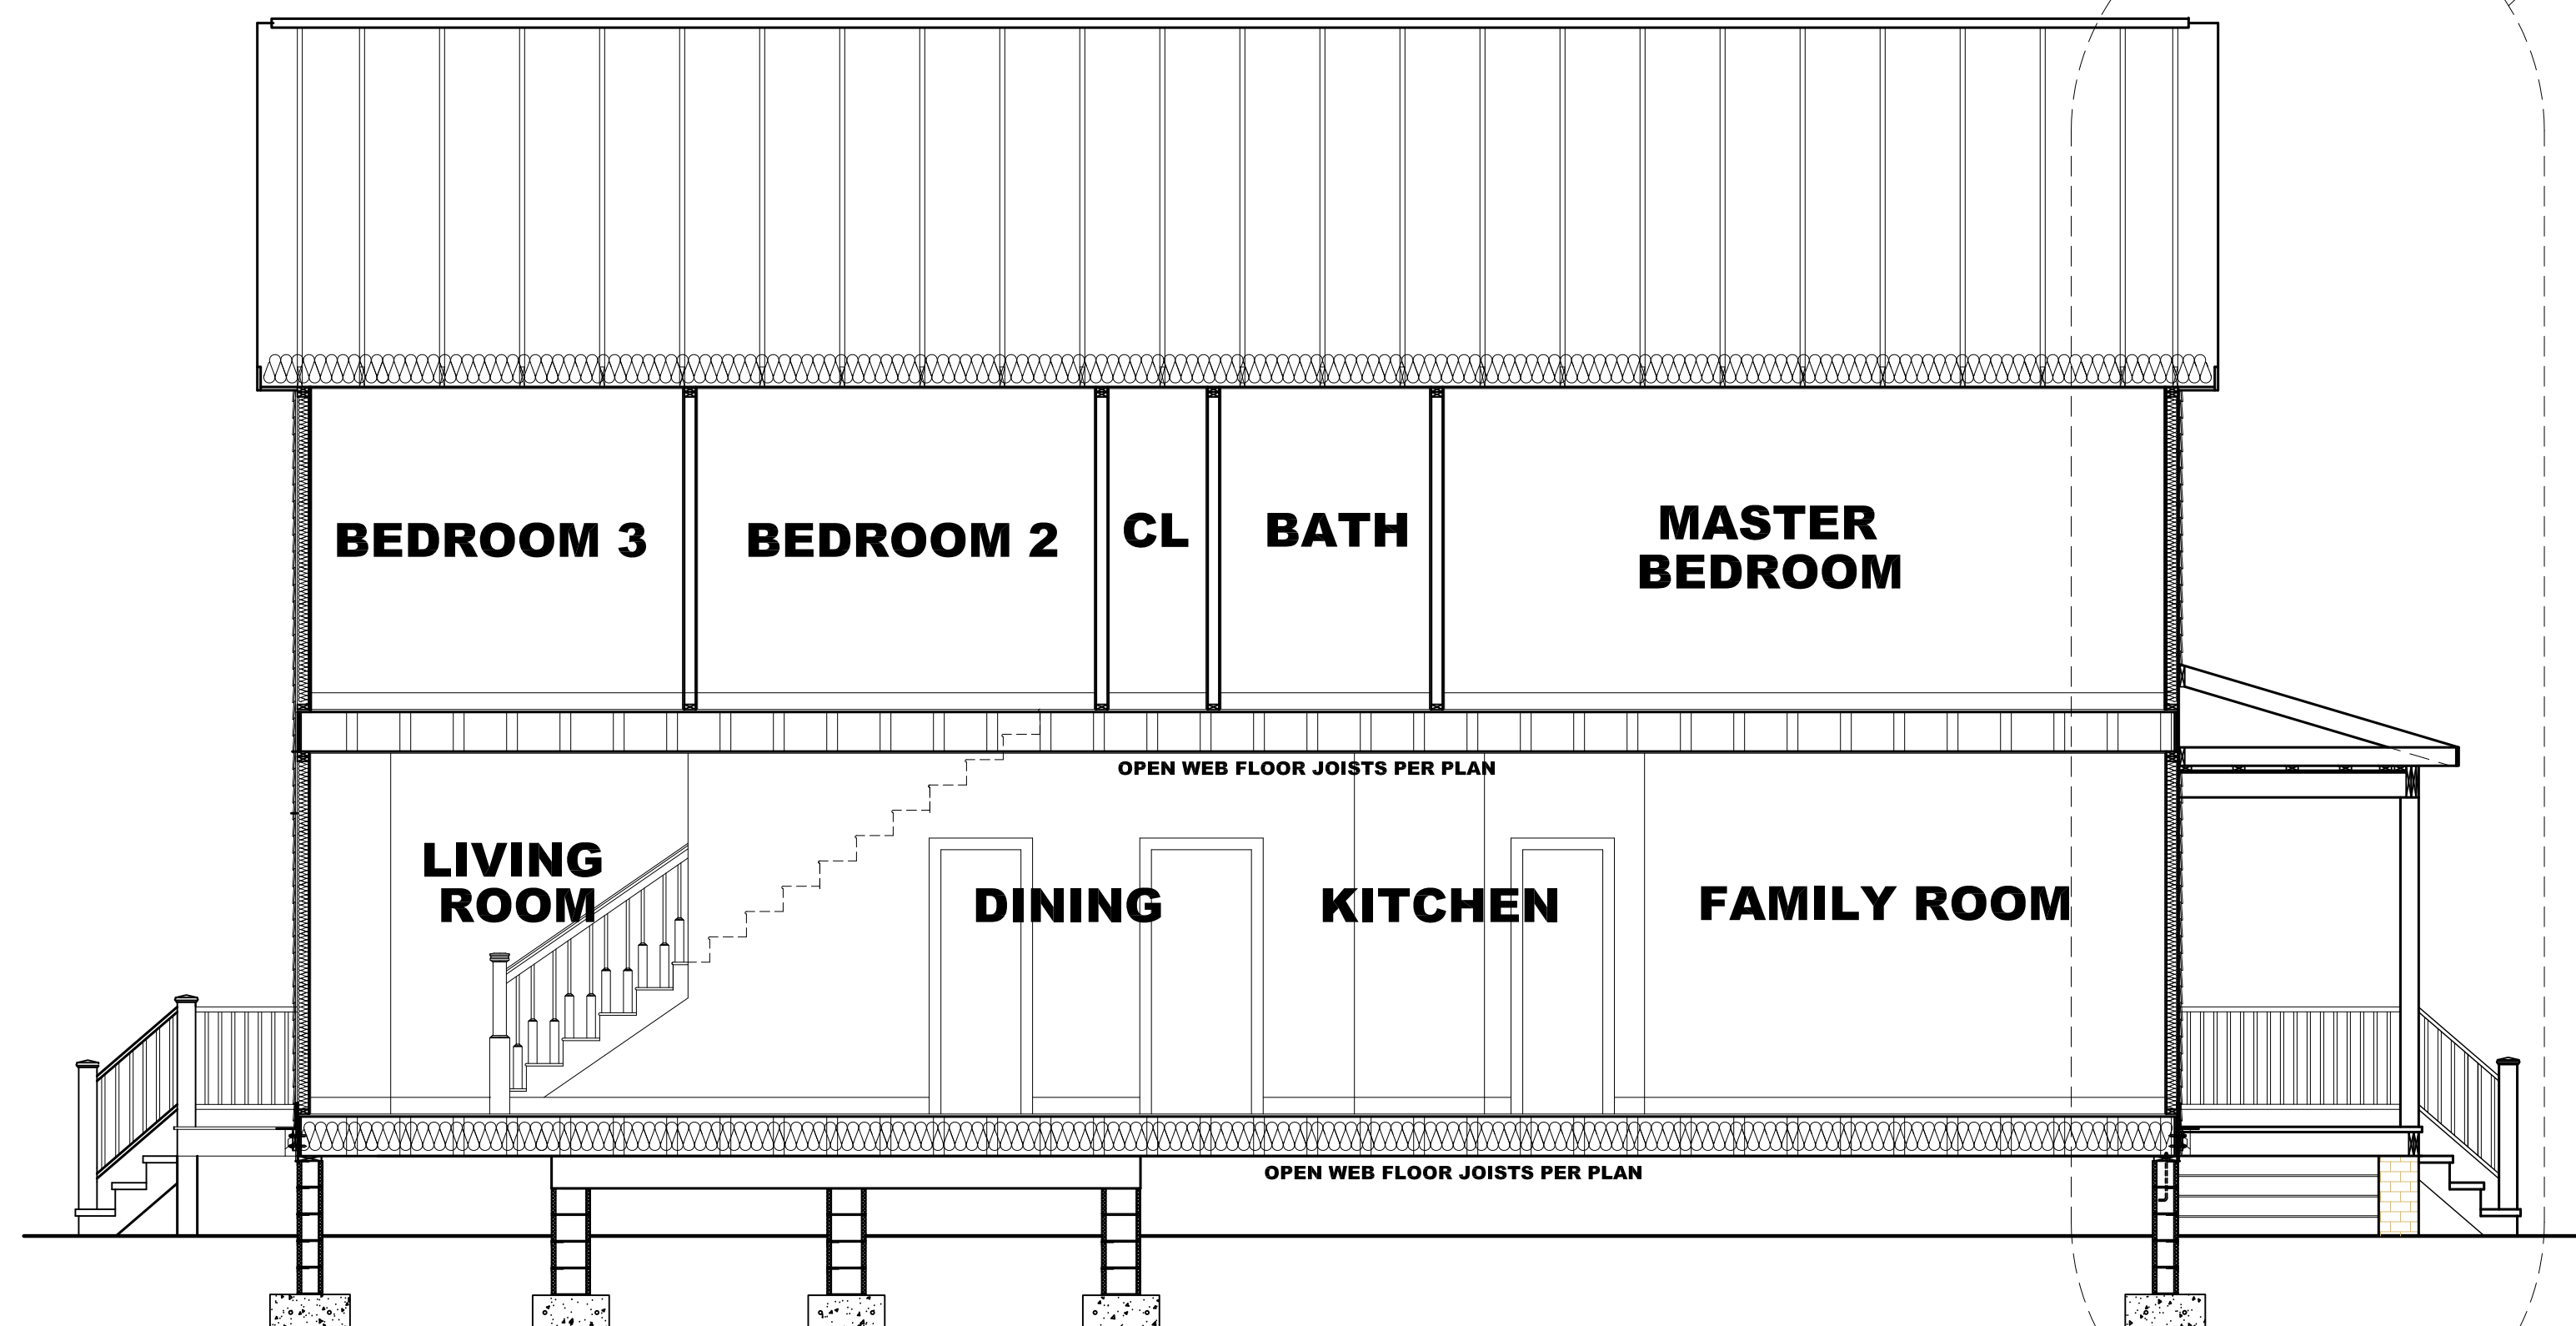 BEDROOM 3
BEDROOM 2
CL
BATH
MASTER
BEDROOM
OPEN WEB FLOOR JOISTS PER PLAN
LIVING
ROOM
DINING
KITCHEN
FAMILY ROOM
OPEN WEB FLOOR JOISTS PER PLAN